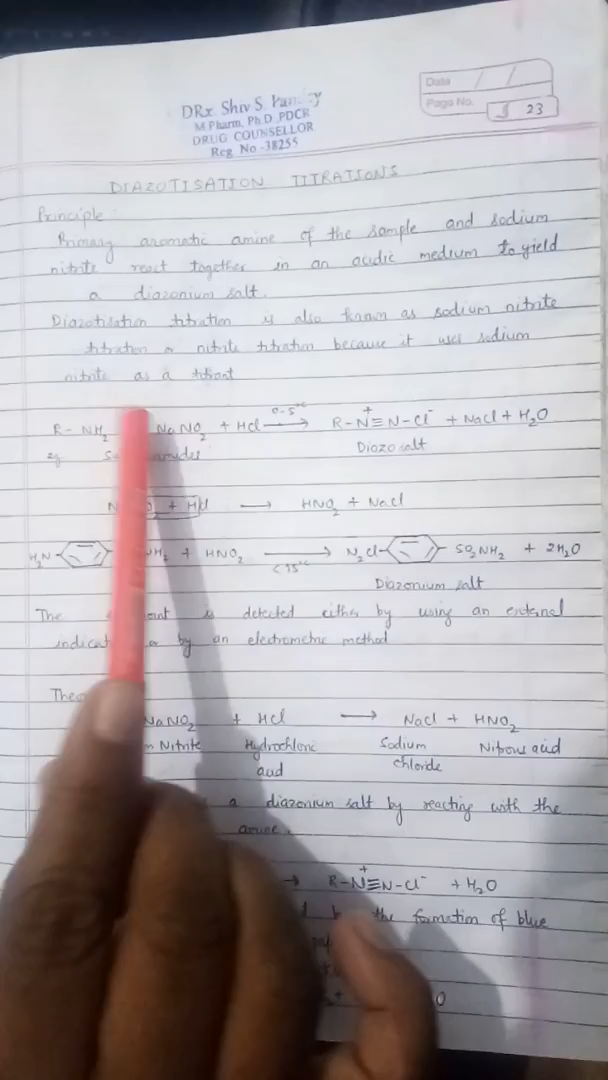 DRx. Shiv S.
M.Pharm, Ph.D., PDCR
DRUG COUNSELLOR
Reg No-38255
Date / /
Page No. 23
DIAZOTISATION TITRATIONS
Principle:
Primary aromatic amine of the sample and sodium
nitrite react together in an acidic medium to yield
a diazonium salt.
Diazotisation titration is also known as sodium nitrite
titration or nitrite titration because it uses sodium
nitrite as a titrant
R-NH2 NaNO2 + HCl 0-5°C → R-N⁺≡N-Cl⁻ + NaCl + H2O
eg. Diazo salt
+ HCl → HNO2 + NaCl
H2N- + HNO2 → N2Cl- -SO2NH2 + 2H2O
<15°C
Diazonium salt
The is detected either by using an external
or by an electrometric method
NaNO2 + HCl → NaCl + HNO2
Nitrite Hydrochloric Sodium Nitrous acid
acid chloride
a diazonium salt by reacting with the
amine.
→ R-N⁺≡N-Cl⁻ + H2O
the formation of blue